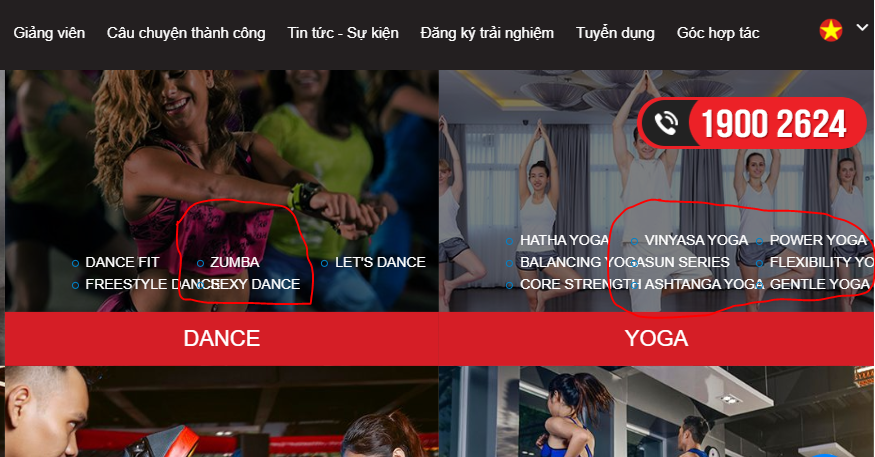 Giảng viên Câu chuyện thành công Tin tức - Sự kiện Đăng ký trải nghiệm Tuyển dụng Góc hợp tác
1900 2624
DANCE FIT ZUMBA LET'S DANCE
FREESTYLE DANCE SEXY DANCE
HATHA YOGA VINYASA YOGA POWER YOGA
BALANCING YOGA SUN SERIES FLEXIBILITY YO
CORE STRENGTH ASHTANGA YOGA GENTLE YOGA
DANCE YOGA